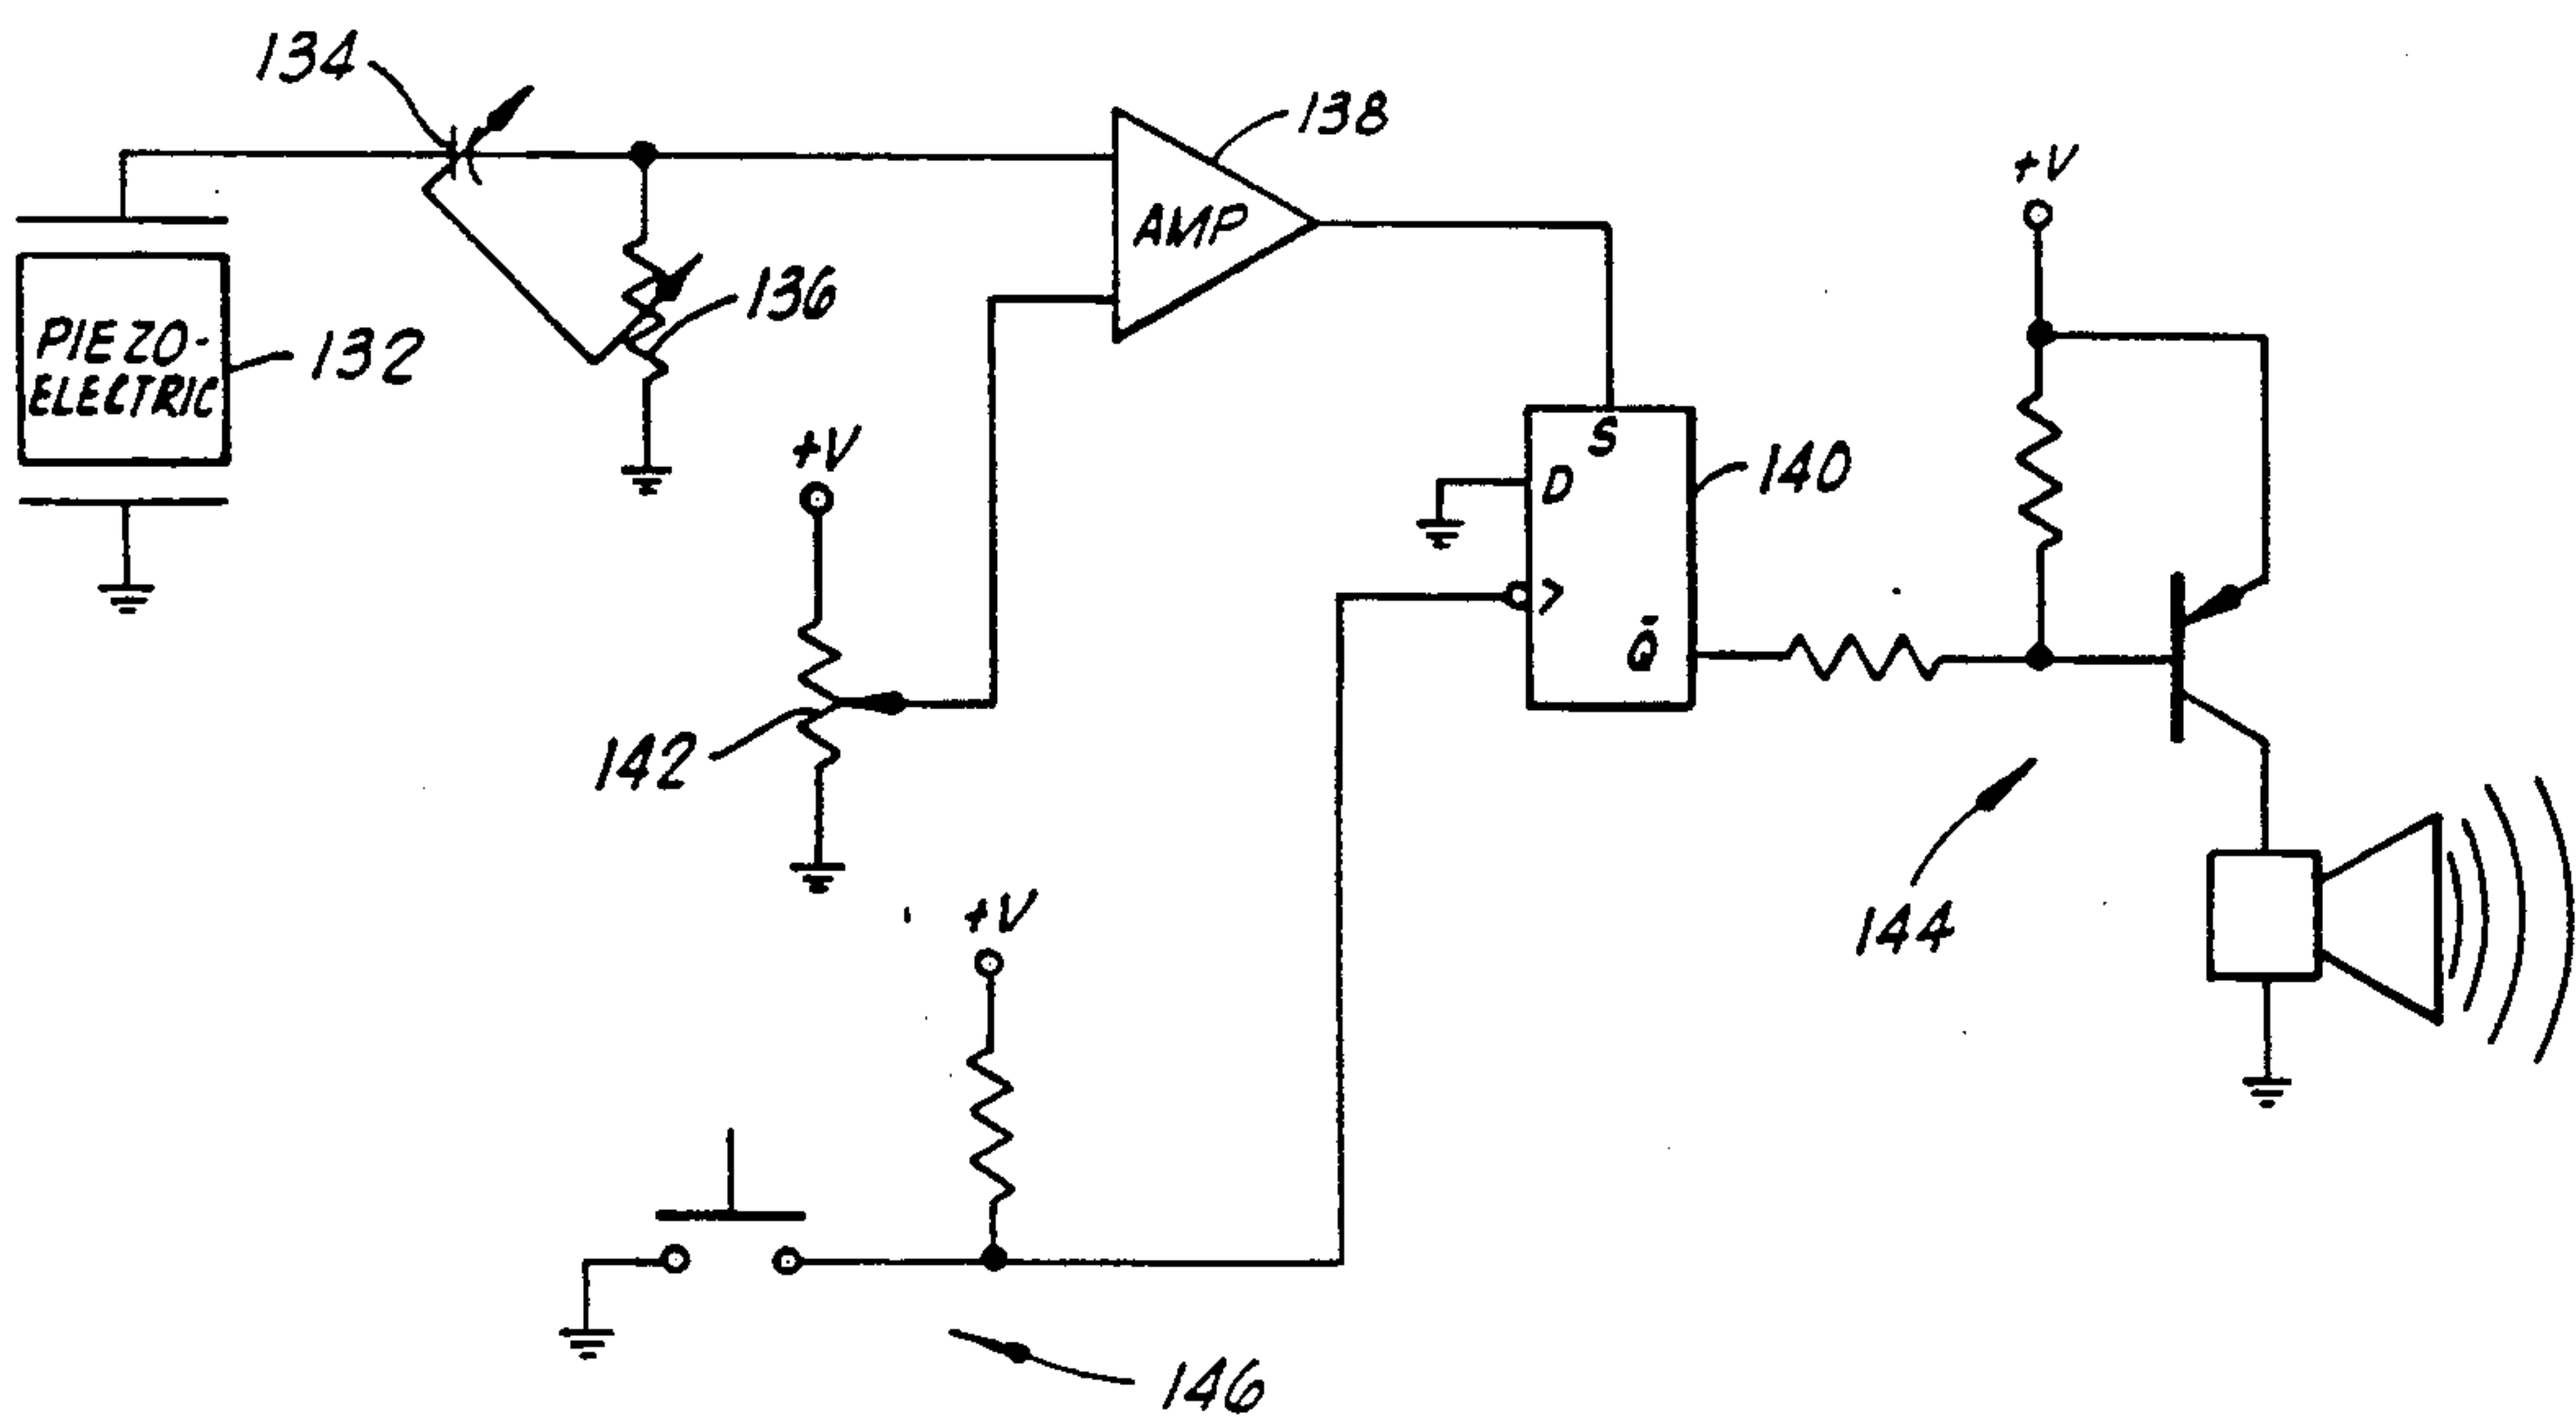 134
138
+V
AMP
136
PIEZO-
ELECTRIC
132
+V
S
D
140
>
Q̄
142
+V
144
146